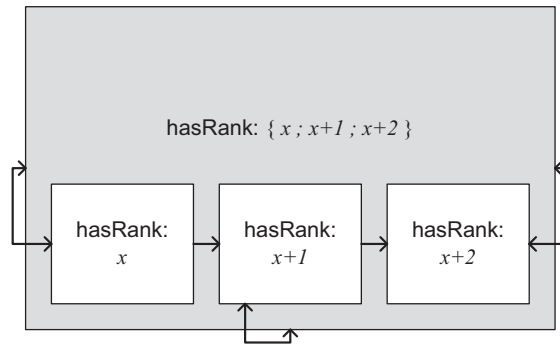 hasRank: { x ; x+1 ; x+2 }
hasRank:
x
hasRank:
x+1
hasRank:
x+2